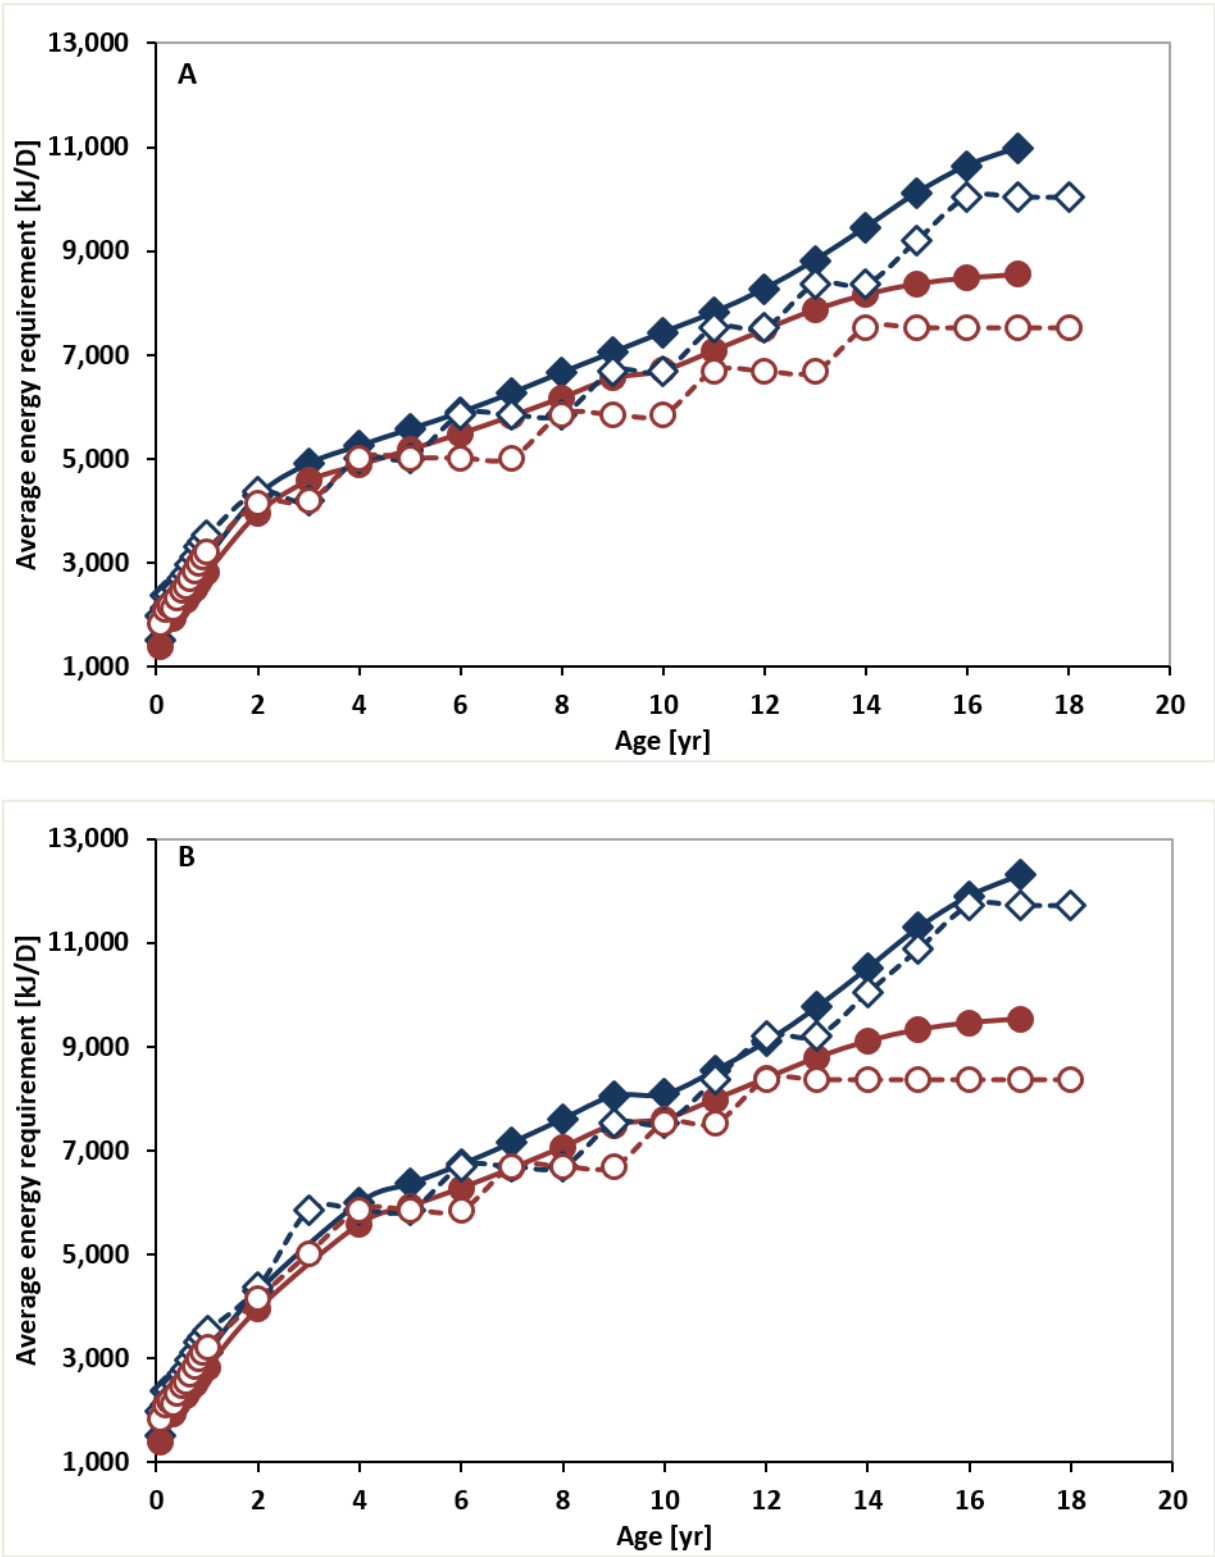 A
13,000
11,000
9,000
7,000
5,000
3,000
1,000
Average energy requirement [kJ/D]
0 2 4 6 8 10 12 14 16 18 20
Age [yr]
B
13,000
11,000
9,000
7,000
5,000
3,000
1,000
Average energy requirement [kJ/D]
0 2 4 6 8 10 12 14 16 18 20
Age [yr]